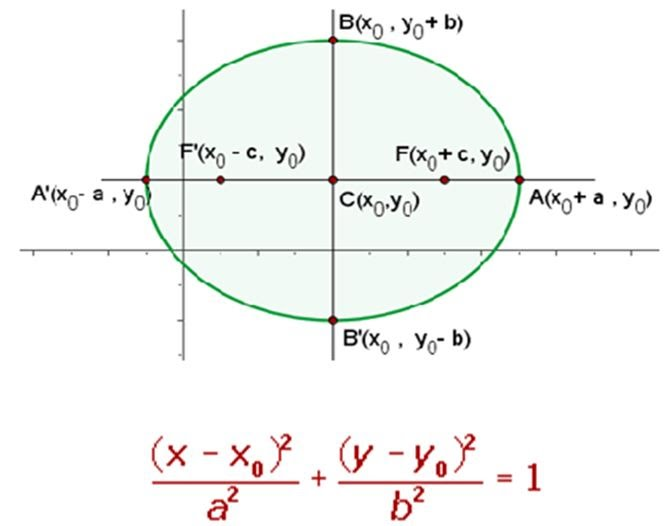 B(x₀ , y₀+ b)
F'(x₀ - c, y₀)
F(x₀+ c, y₀)
A'(x₀- a , y₀)
C(x₀,y₀)
A(x₀+ a , y₀)
B'(x₀ , y₀- b)
(x - x₀)²/a² + (y - y₀)²/b² = 1